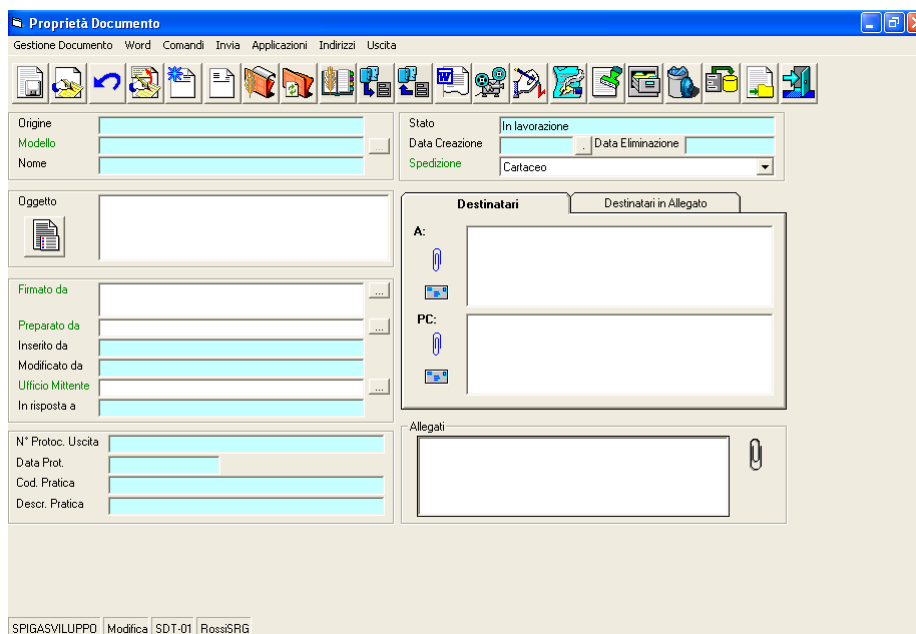 Proprietà Documento
Gestione Documento Word Comandi Invia Applicazioni Indirizzi Uscita
Origine
Modello ...
Nome
Stato In lavorazione
Data Creazione . Data Eliminazione
Spedizione Cartaceo
Oggetto
Destinatari Destinatari in Allegato
A:
PC:
Firmato da ...
Preparato da ...
Inserito da
Modificato da
Ufficio Mittente ...
In risposta a
N° Protoc. Uscita
Data Prot.
Cod. Pratica
Descr. Pratica
Allegati
SPIGASVILUPPO Modifica SDT-01 RossiSRG